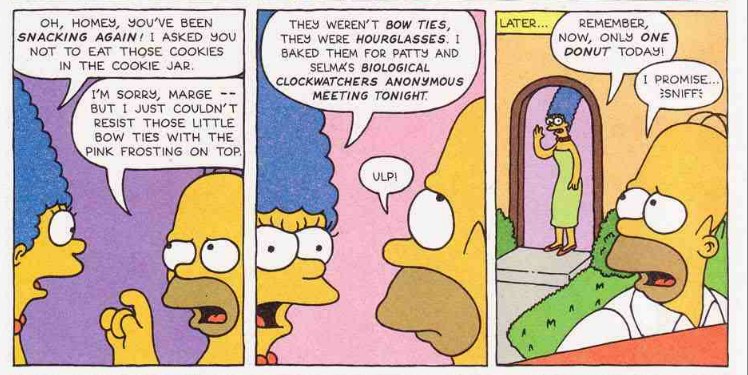 OH, HOMEY, YOU'VE BEEN
SNACKING AGAIN! I ASKED YOU
NOT TO EAT THOSE COOKIES
IN THE COOKIE JAR.
I'M SORRY, MARGE --
BUT I JUST COULDN'T
RESIST THOSE LITTLE
BOW TIES WITH THE
PINK FROSTING ON TOP.
THEY WEREN'T BOW TIES,
THEY WERE HOURGLASSES. I
BAKED THEM FOR PATTY AND
SELMA'S BIOLOGICAL
CLOCKWATCHERS ANONYMOUS
MEETING TONIGHT.
ULP!
LATER...
REMEMBER,
NOW, ONLY ONE
DONUT TODAY!
I PROMISE...
¿SNIFF?